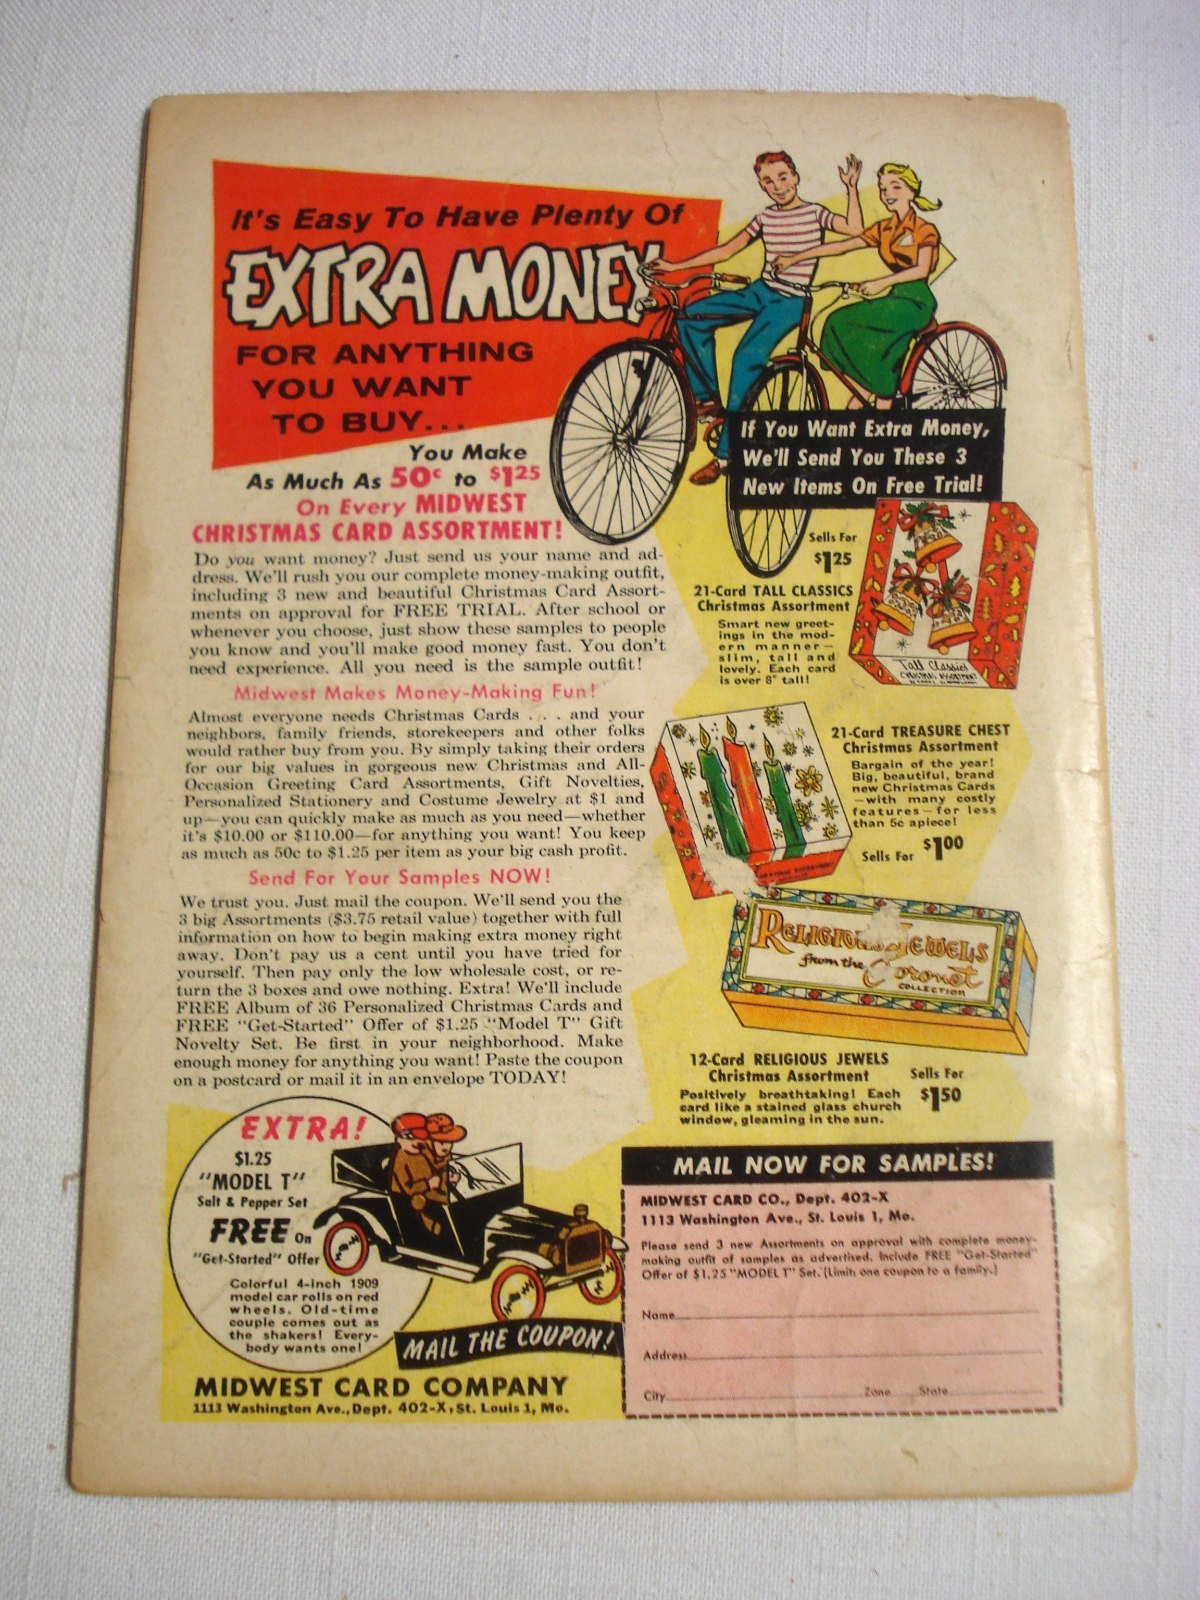 It's Easy To Have Plenty Of
EXTRA MONEY
FOR ANYTHING
YOU WANT
TO BUY...
You Make
As Much As 50¢ to $1.25
On Every MIDWEST
CHRISTMAS CARD ASSORTMENT!
Do you want money? Just send us your name and ad-
dress. We'll rush you our complete money-making outfit,
including 3 new and beautiful Christmas Card Assort-
ments on approval for FREE TRIAL. After school or
whenever you choose, just show these samples to people
you know and you'll make good money fast. You don't
need experience. All you need is the sample outfit!
Midwest Makes Money-Making Fun!
Almost everyone needs Christmas Cards . . . and your
neighbors, family friends, storekeepers and other folks
would rather buy from you. By simply taking their orders
for our big values in gorgeous new Christmas and All-
Occasion Greeting Card Assortments, Gift Novelties,
Personalized Stationery and Costume Jewelry at $1 and
up—you can quickly make as much as you need—whether
it's $10.00 or $110.00—for anything you want! You keep
as much as 50c to $1.25 per item as your big cash profit.
Send For Your Samples NOW!
We trust you. Just mail the coupon. We'll send you the
3 big Assortments ($3.75 retail value) together with full
information on how to begin making extra money right
away. Don't pay us a cent until you have tried for
yourself. Then pay only the low wholesale cost, or re-
turn the 3 boxes and owe nothing. Extra! We'll include
FREE Album of 36 Personalized Christmas Cards and
FREE "Get-Started" Offer of $1.25 "Model T" Gift
Novelty Set. Be first in your neighborhood. Make
enough money for anything you want! Paste the coupon
on a postcard or mail it in an envelope TODAY!
If You Want Extra Money,
We'll Send You These 3
New Items On Free Trial!
Sells For
$1.25
21-Card TALL CLASSICS
Christmas Assortment
Smart new greet-
ings in the mod-
ern manner—
slim, tall and
lovely. Each card
is over 8" tall!
Tall Classics
CHRISTMAS ASSORTMENT
21-Card TREASURE CHEST
Christmas Assortment
Bargain of the year!
Big, beautiful, brand
new Christmas Cards
—with many costly
features—for less
than 5c apiece!
Sells For $1.00
RELIGIOUS JEWELS
from the Coronet
COLLECTION
12-Card RELIGIOUS JEWELS
Christmas Assortment
Sells For
$1.50
Positively breathtaking! Each
card like a stained glass church
window, gleaming in the sun.
EXTRA!
$1.25
"MODEL T"
Salt & Pepper Set
FREE On
"Get-Started" Offer
Colorful 4-inch 1909
model car rolls on red
wheels. Old-time
couple comes out as
the shakers! Every-
body wants one!
MAIL THE COUPON!
MIDWEST CARD COMPANY
1113 Washington Ave., Dept. 402-X, St. Louis 1, Mo.
MAIL NOW FOR SAMPLES!
MIDWEST CARD CO., Dept. 402-X
1113 Washington Ave., St. Louis 1, Mo.
Please send 3 new Assortments on approval with complete money-
making outfit of samples as advertised. Include FREE "Get-Started"
Offer of $1.25 "MODEL T" Set. (Limit: one coupon to a family.)
Name
Address
City Zone State